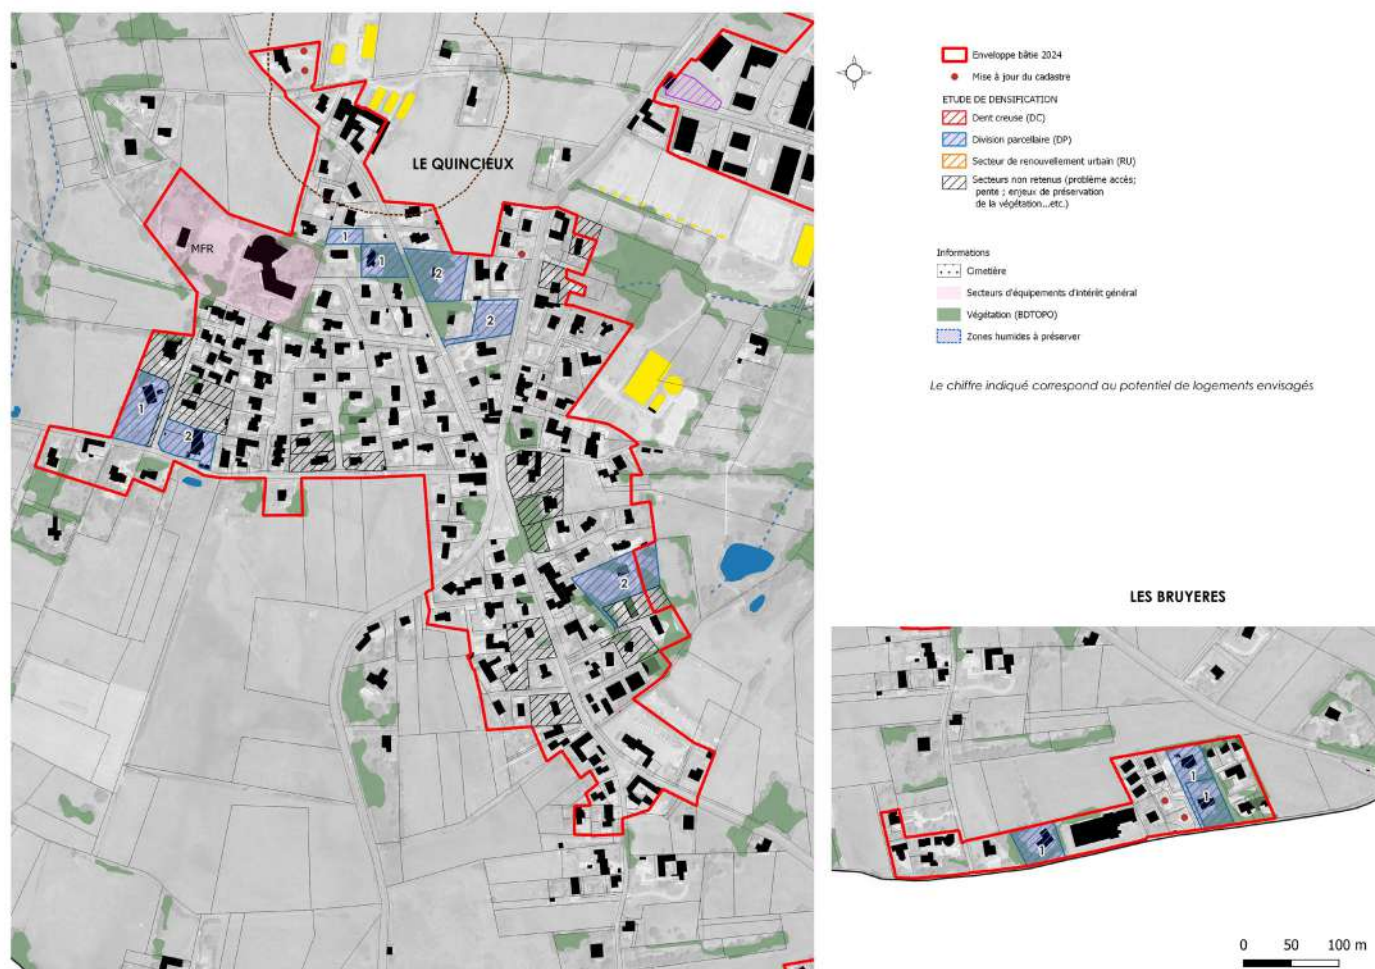 LE QUINCIEUX
MFR
1
1
2
2
1
2
2
Enveloppe bâtie 2024
Mise à jour du cadastre
ETUDE DE DENSIFICATION
Dent creuse (DC)
Division parcellaire (DP)
Secteur de renouvellement urbain (RU)
Secteurs non retenus (problème accès;
pente ; enjeux de préservation
de la végétation...etc.)
Informations
Cimetière
Secteurs d'équipements d'intérêt général
Végétation (BDTOPO)
Zones humides à préserver
Le chiffre indiqué correspond au potentiel de logements envisagés
LES BRUYERES
1
1
1
0 50 100 m